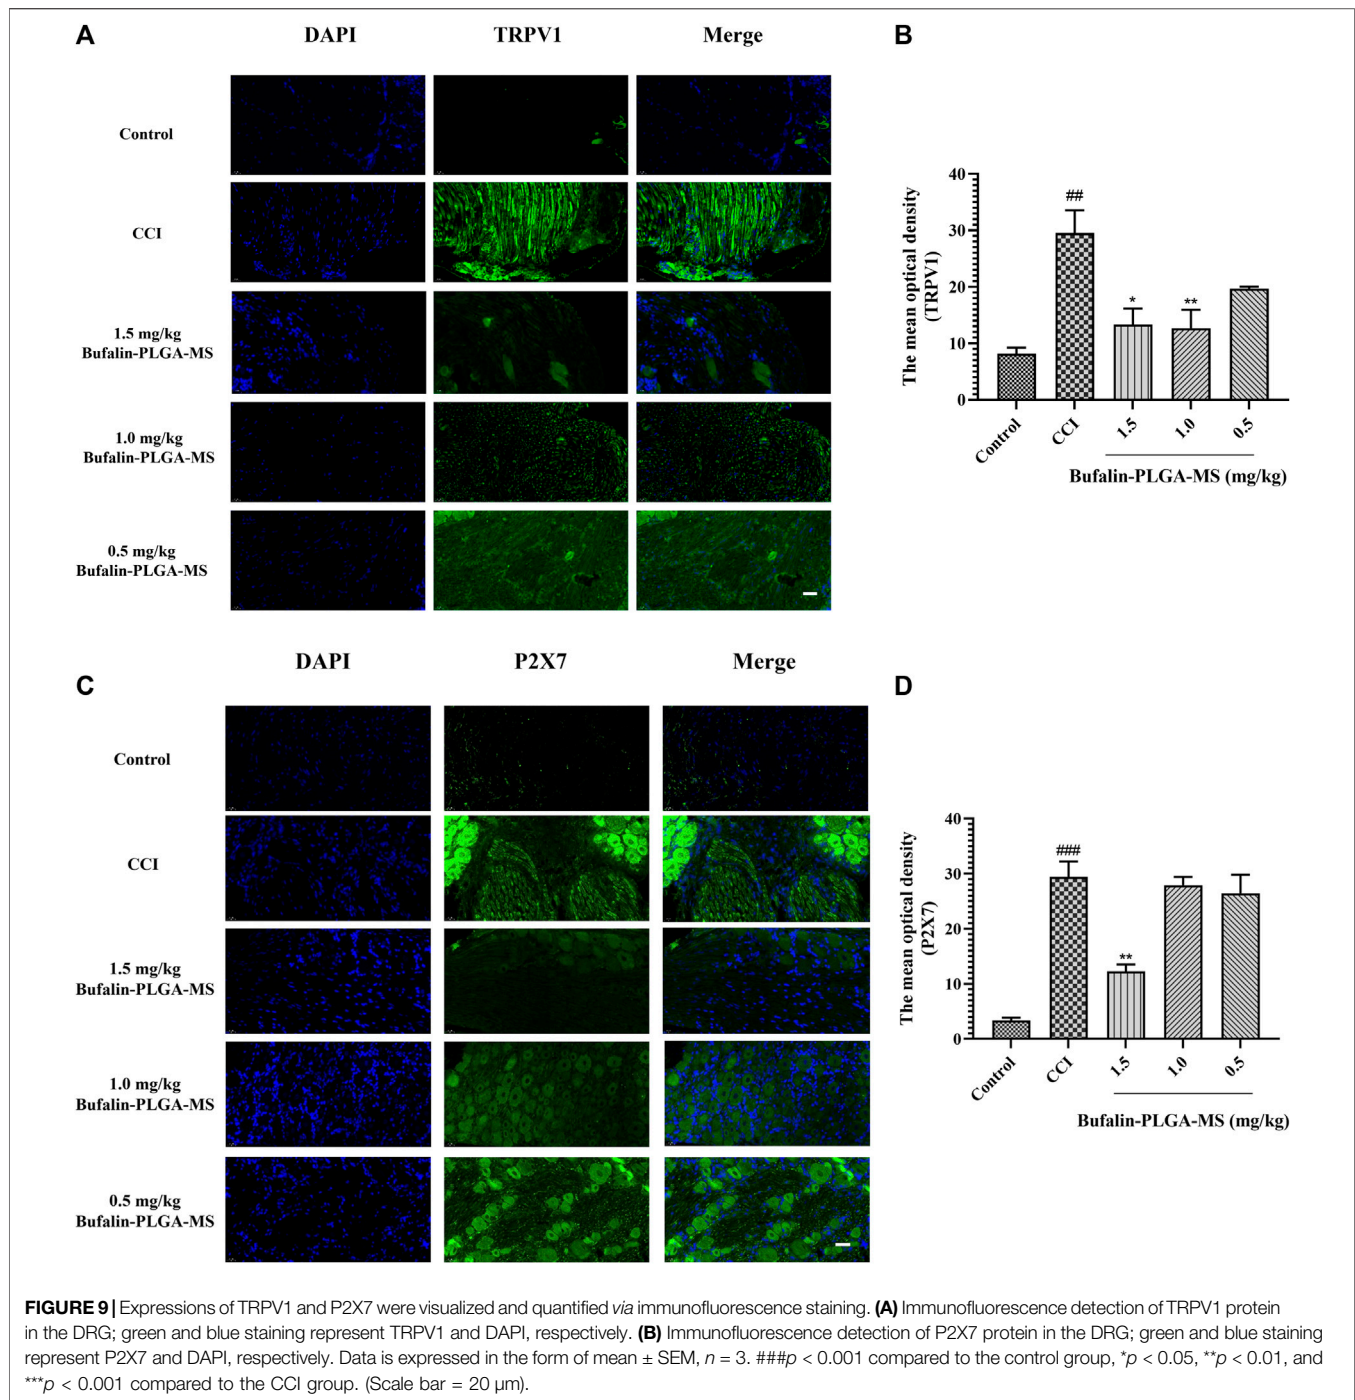 A
DAPI TRPV1 Merge
Control
CCI
1.5 mg/kg
Bufalin-PLGA-MS
1.0 mg/kg
Bufalin-PLGA-MS
0.5 mg/kg
Bufalin-PLGA-MS
B
The mean optical density
(TRPV1)
40
30
20
10
0
##
*
**
Control
CCI
1.5
1.0
0.5
Bufalin-PLGA-MS (mg/kg)
C
DAPI P2X7 Merge
Control
CCI
1.5 mg/kg
Bufalin-PLGA-MS
1.0 mg/kg
Bufalin-PLGA-MS
0.5 mg/kg
Bufalin-PLGA-MS
D
The mean optical density
(P2X7)
40
30
20
10
0
###
**
Control
CCI
1.5
1.0
0.5
Bufalin-PLGA-MS (mg/kg)
FIGURE 9 | Expressions of TRPV1 and P2X7 were visualized and quantified via immunofluorescence staining. (A) Immunofluorescence detection of TRPV1 protein
in the DRG; green and blue staining represent TRPV1 and DAPI, respectively. (B) Immunofluorescence detection of P2X7 protein in the DRG; green and blue staining
represent P2X7 and DAPI, respectively. Data is expressed in the form of mean ± SEM, n = 3. ###p < 0.001 compared to the control group, *p < 0.05, **p < 0.01, and
***p < 0.001 compared to the CCI group. (Scale bar = 20 μm).